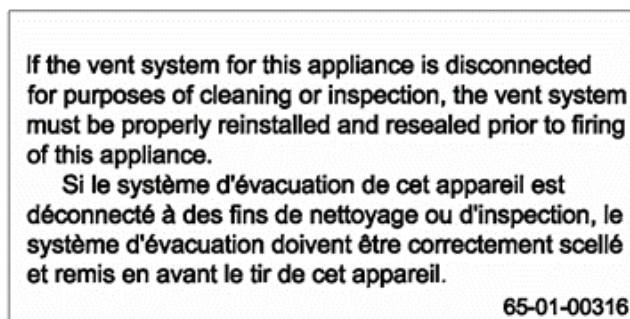 If the vent system for this appliance is disconnected
for purposes of cleaning or inspection, the vent system
must be properly reinstalled and resealed prior to firing
of this appliance.
Si le système d'évacuation de cet appareil est
déconnecté à des fins de nettoyage ou d'inspection, le
système d'évacuation doivent être correctement scellé
et remis en avant le tir de cet appareil.
65-01-00316